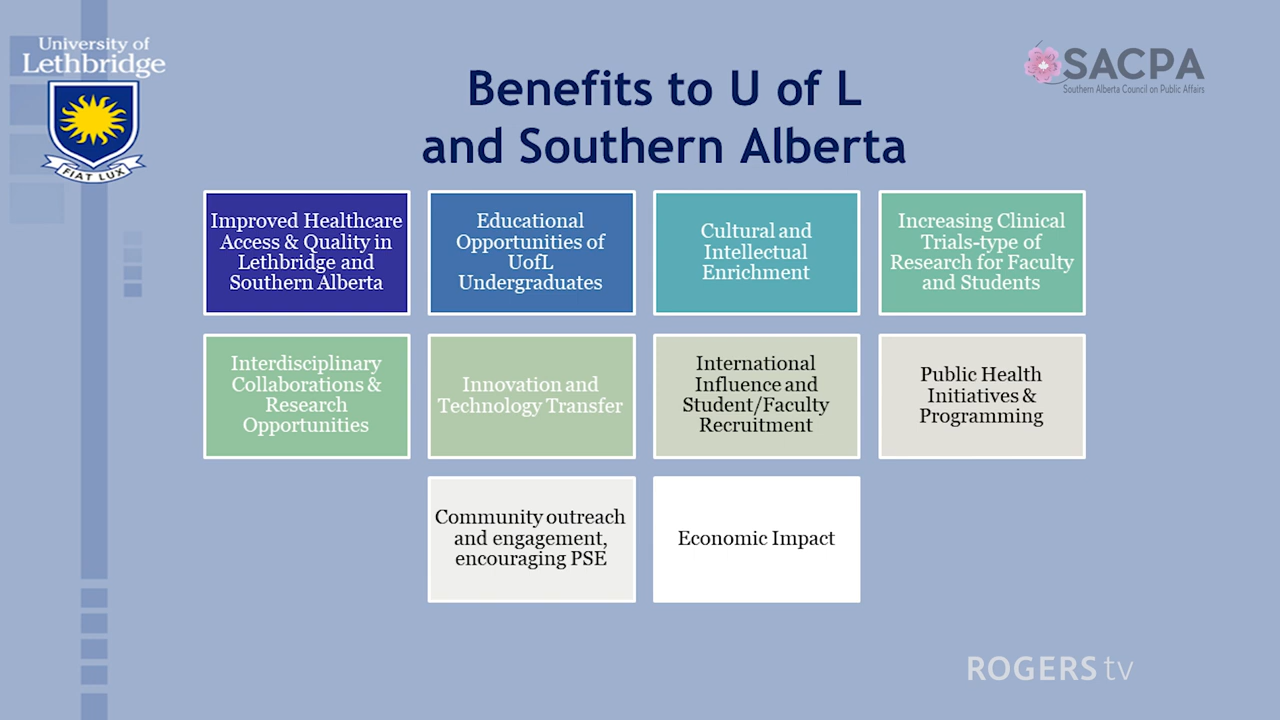 University of
Lethbridge
FIAT LUX
SACPA
Southern Alberta Council on Public Affairs
Benefits to U of L
and Southern Alberta
Improved Healthcare
Access & Quality in
Lethbridge and
Southern Alberta
Educational
Opportunities of
UofL
Undergraduates
Cultural and
Intellectual
Enrichment
Increasing Clinical
Trials-type of
Research for Faculty
and Students
Interdisciplinary
Collaborations &
Research
Opportunities
Innovation and
Technology Transfer
International
Influence and
Student/Faculty
Recruitment
Public Health
Initiatives &
Programming
Community outreach
and engagement,
encouraging PSE
Economic Impact
ROGERS tv